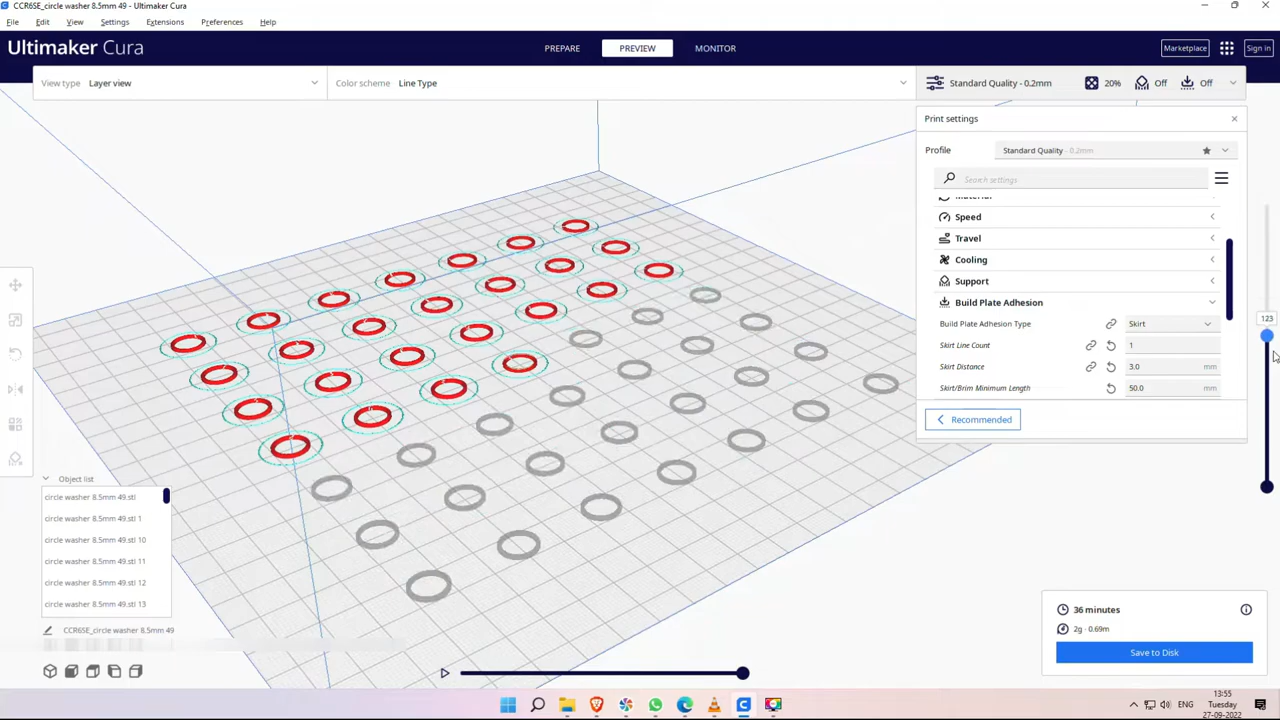 CCR6SE_circle washer 8.5mm 49 - Ultimaker Cura
File Edit View Settings Extensions Preferences Help
Ultimaker Cura PREPARE PREVIEW MONITOR Marketplace Sign in
View type Layer view Color scheme Line Type Standard Quality - 0.2mm 20% Off Off
Print settings
Profile Standard Quality - 0.2mm
Search settings
Material
Speed
Travel
Cooling
Support
Build Plate Adhesion
123
Build Plate Adhesion Type Skirt
Skirt Line Count 1
Skirt Distance 3.0 mm
Skirt/Brim Minimum Length 50.0 mm
Recommended
Object list
circle washer 8.5mm 49.stl
circle washer 8.5mm 49.stl 1
circle washer 8.5mm 49.stl 10
circle washer 8.5mm 49.stl 11
circle washer 8.5mm 49.stl 12
circle washer 8.5mm 49.stl 13
CCR6SE_circle washer 8.5mm 49
36 minutes
2g · 0.69m
Save to Disk
ENG
13:55
Tuesday
27-09-2022